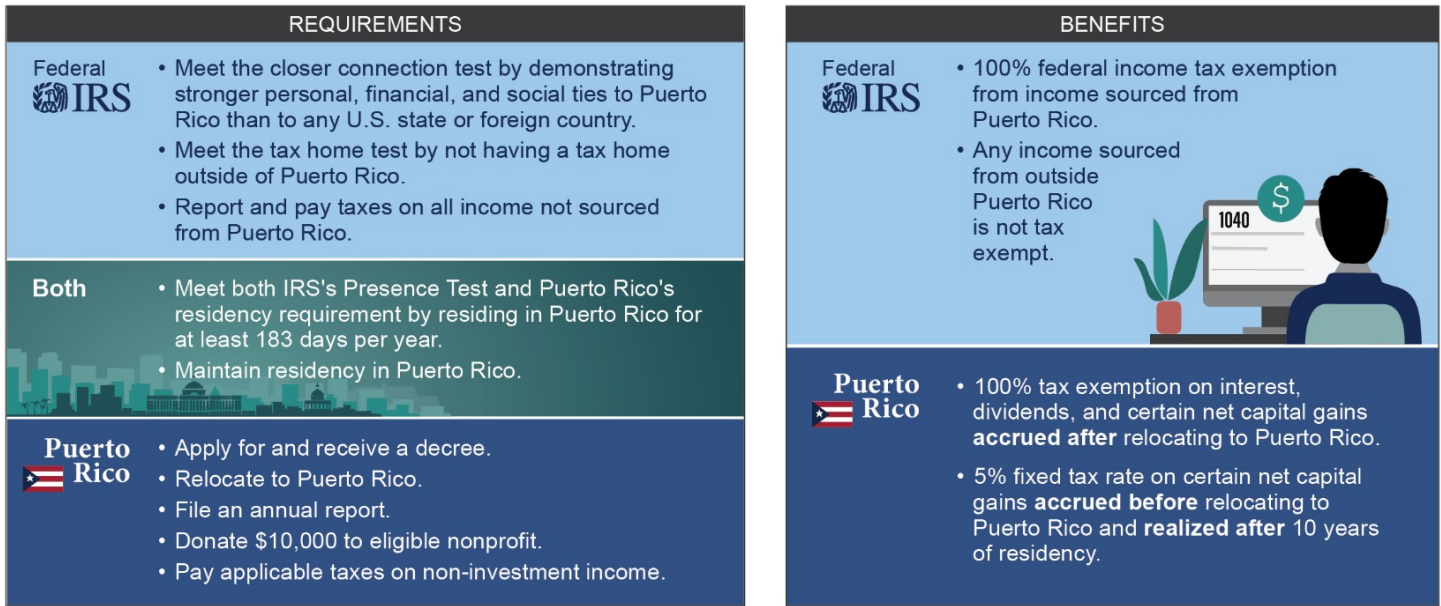 REQUIREMENTS
Federal
IRS
• Meet the closer connection test by demonstrating
stronger personal, financial, and social ties to Puerto
Rico than to any U.S. state or foreign country.
• Meet the tax home test by not having a tax home
outside of Puerto Rico.
• Report and pay taxes on all income not sourced
from Puerto Rico.
Both
• Meet both IRS's Presence Test and Puerto Rico's
residency requirement by residing in Puerto Rico for
at least 183 days per year.
• Maintain residency in Puerto Rico.
Puerto
Rico
• Apply for and receive a decree.
• Relocate to Puerto Rico.
• File an annual report.
• Donate $10,000 to eligible nonprofit.
• Pay applicable taxes on non-investment income.
BENEFITS
Federal
IRS
• 100% federal income tax exemption
from income sourced from
Puerto Rico.
• Any income sourced
from outside
Puerto Rico
is not tax
exempt.
$
1040
Puerto
Rico
• 100% tax exemption on interest,
dividends, and certain net capital gains
accrued after relocating to Puerto Rico.
• 5% fixed tax rate on certain net capital
gains accrued before relocating to
Puerto Rico and realized after 10 years
of residency.